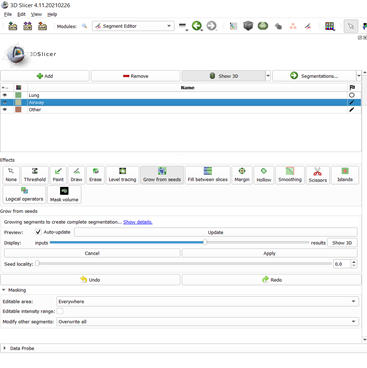 3D Slicer 4.11.20210226
File Edit View Help
Modules: Segment Editor
3DSlicer
Add Remove Show 3D Segmentations...
Name
Lung
Airway
Other
Effects
None Threshold Paint Draw Erase Level tracing Grow from seeds Fill between slices Margin Hollow Smoothing Scissors Islands
Logical operators Mask volume
Grow from seeds
Growing segments to create complete segmentation... Show details.
Preview: Auto-update Update
Display: inputs results Show 3D
Cancel Apply
Seed locality: 0.0
Undo Redo
Masking
Editable area: Everywhere
Editable intensity range:
Modify other segments: Overwrite all
Data Probe